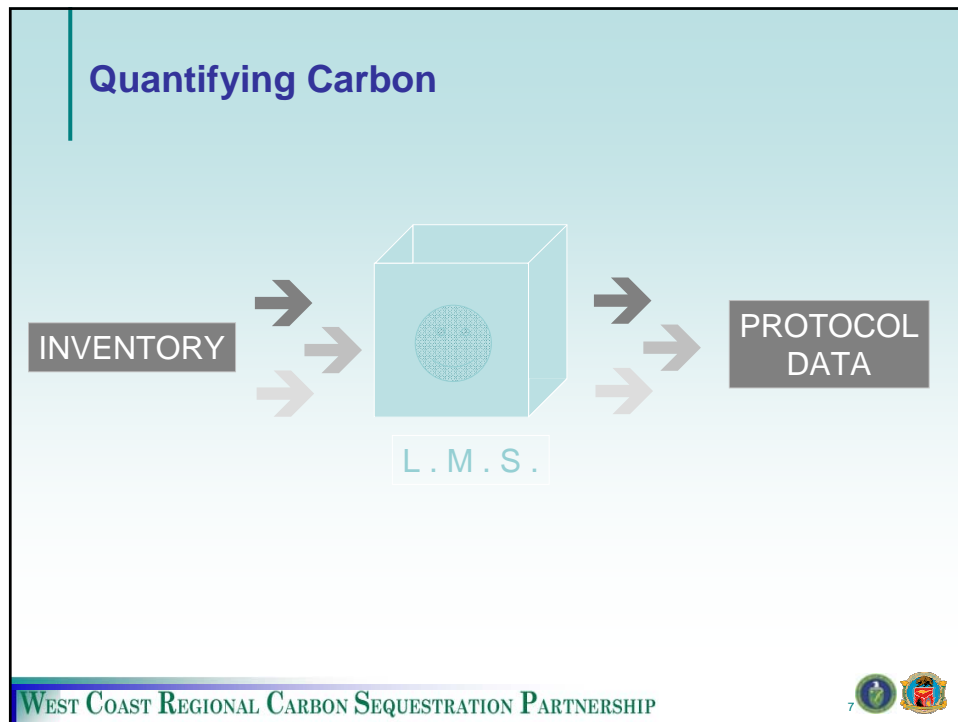 Quantifying Carbon
INVENTORY
PROTOCOL
DATA
L . M . S .
WEST COAST REGIONAL CARBON SEQUESTRATION PARTNERSHIP
7